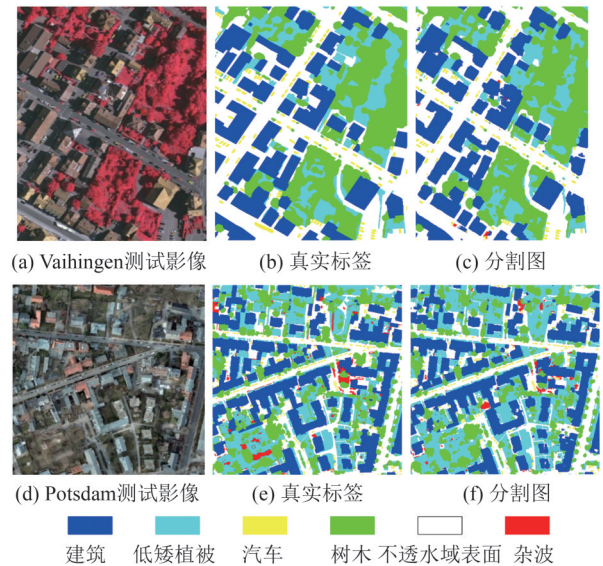 (a) Vaihingen测试影像 (b) 真实标签 (c) 分割图
(d) Potsdam测试影像 (e) 真实标签 (f) 分割图
建筑 低矮植被 汽车 树木 不透水域表面 杂波